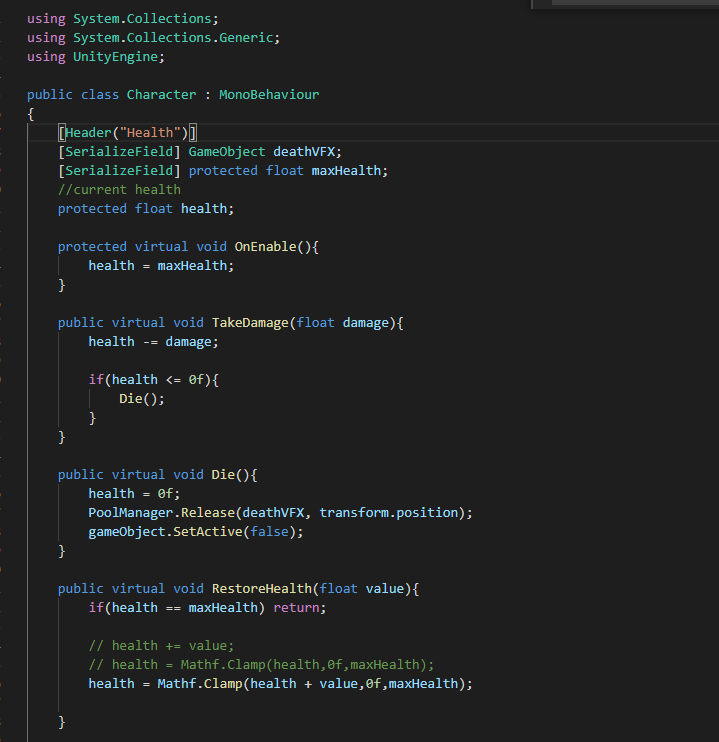 using System.Collections;
using System.Collections.Generic;
using UnityEngine;
public class Character : MonoBehaviour
{
[Header("Health")]
[SerializeField] GameObject deathVFX;
[SerializeField] protected float maxHealth;
//current health
protected float health;
protected virtual void OnEnable(){
health = maxHealth;
}
public virtual void TakeDamage(float damage){
health -= damage;
if(health <= 0f){
Die();
}
}
public virtual void Die(){
health = 0f;
PoolManager.Release(deathVFX, transform.position);
gameObject.SetActive(false);
}
public virtual void RestoreHealth(float value){
if(health == maxHealth) return;
// health += value;
// health = Mathf.Clamp(health,0f,maxHealth);
health = Mathf.Clamp(health + value,0f,maxHealth);
}